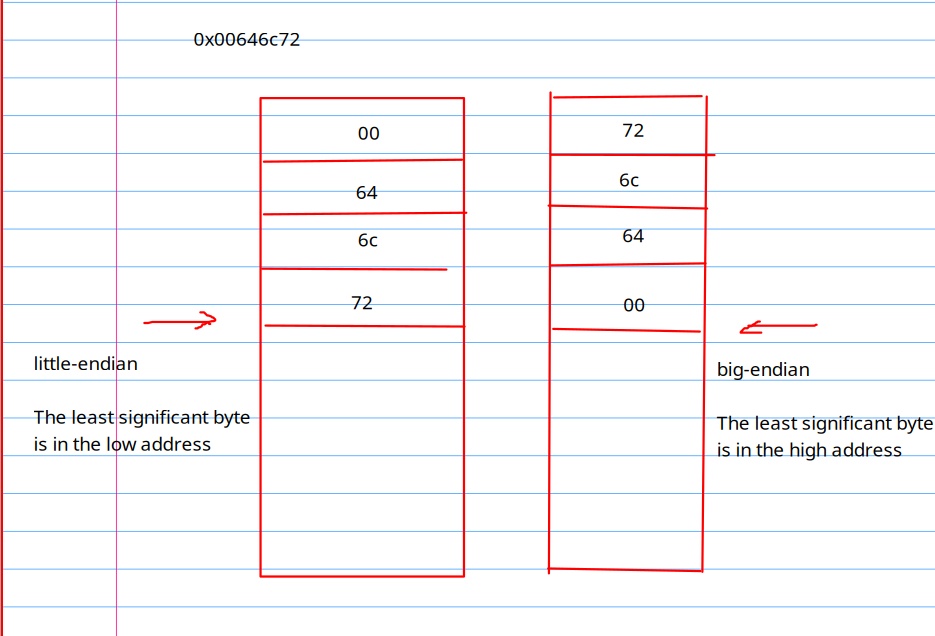 0x00646c72
00
64
6c
72
72
6c
64
00
little-endian
The least significant byte
is in the low address
big-endian
The least significant byte
is in the high address